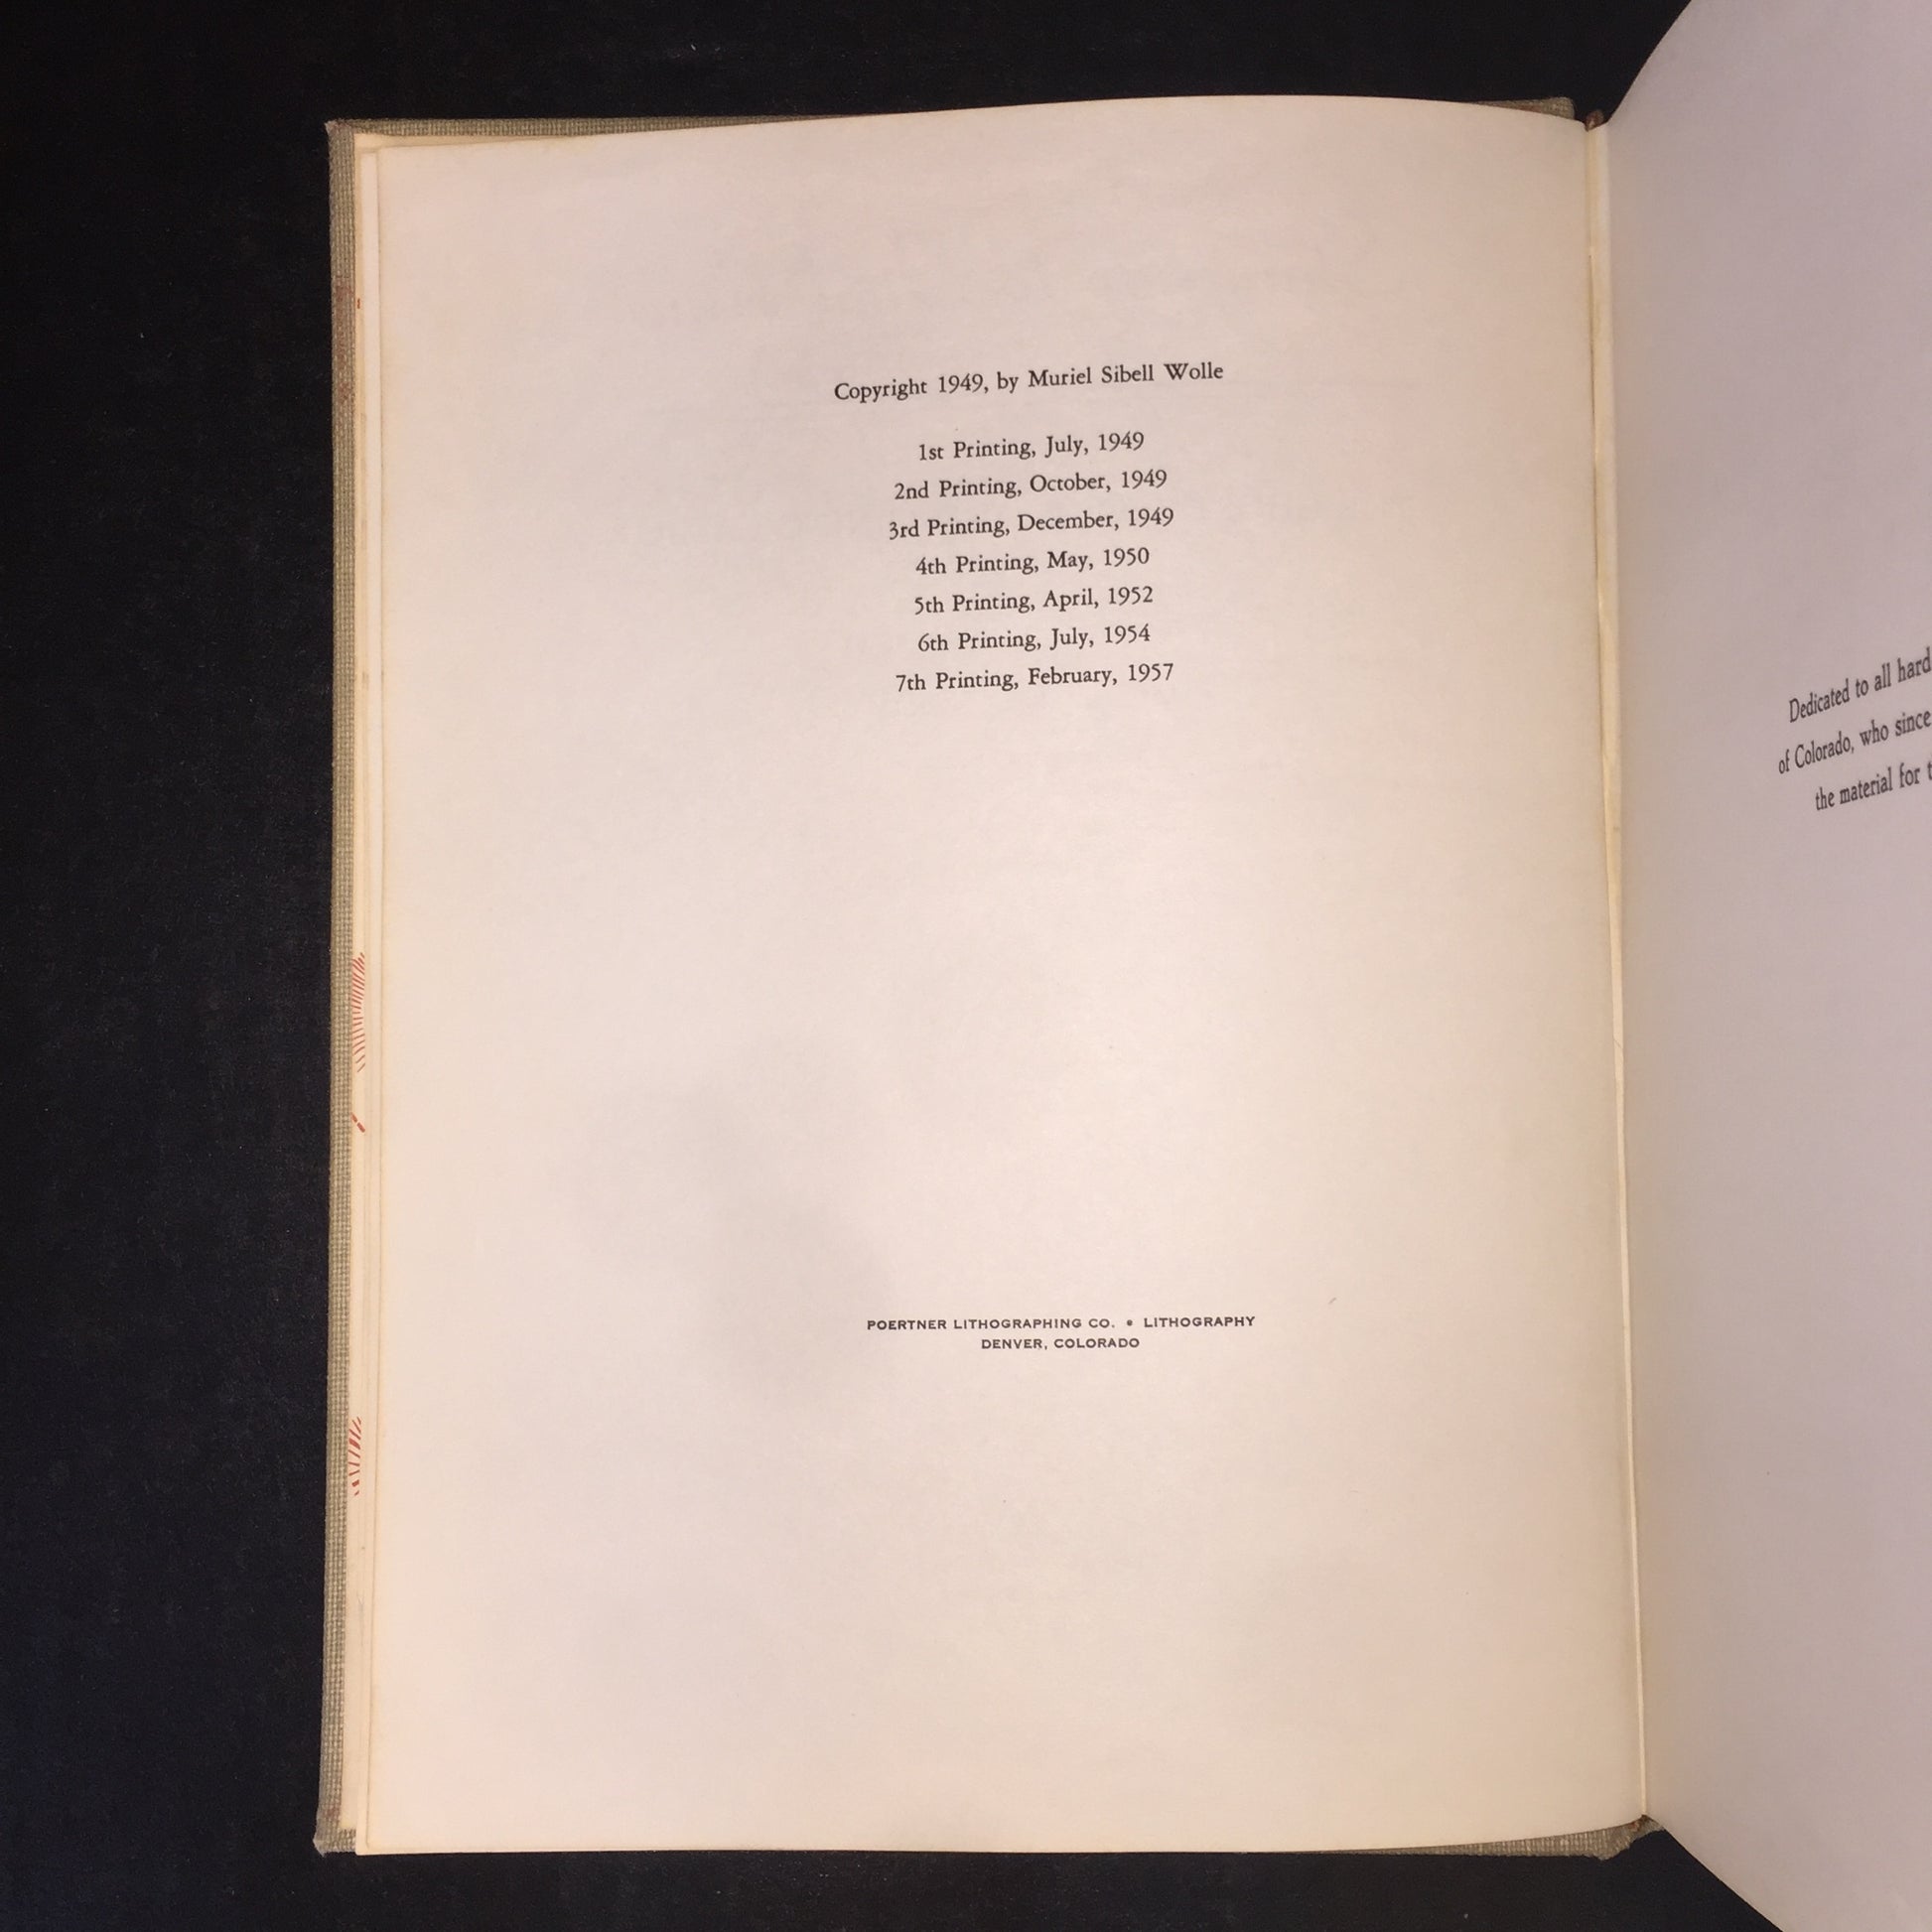 Copyright 1949, by Muriel Sibell Wolle
1st Printing, July, 1949
2nd Printing, October, 1949
3rd Printing, December, 1949
4th Printing, May, 1950
5th Printing, April, 1952
6th Printing, July, 1954
7th Printing, February, 1957
POERTNER LITHOGRAPHING CO. • LITHOGRAPHY
DENVER, COLORADO
Dedicated to all hard
of Colorado, who since
the material for t